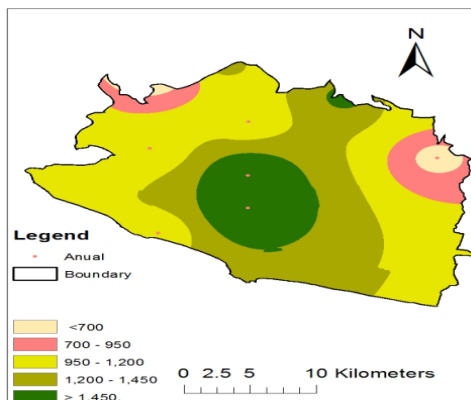 N
Legend
Anual
Boundary
<700
700 - 950
950 - 1,200
1,200 - 1,450
> 1,450
0 2.5 5 10 Kilometers